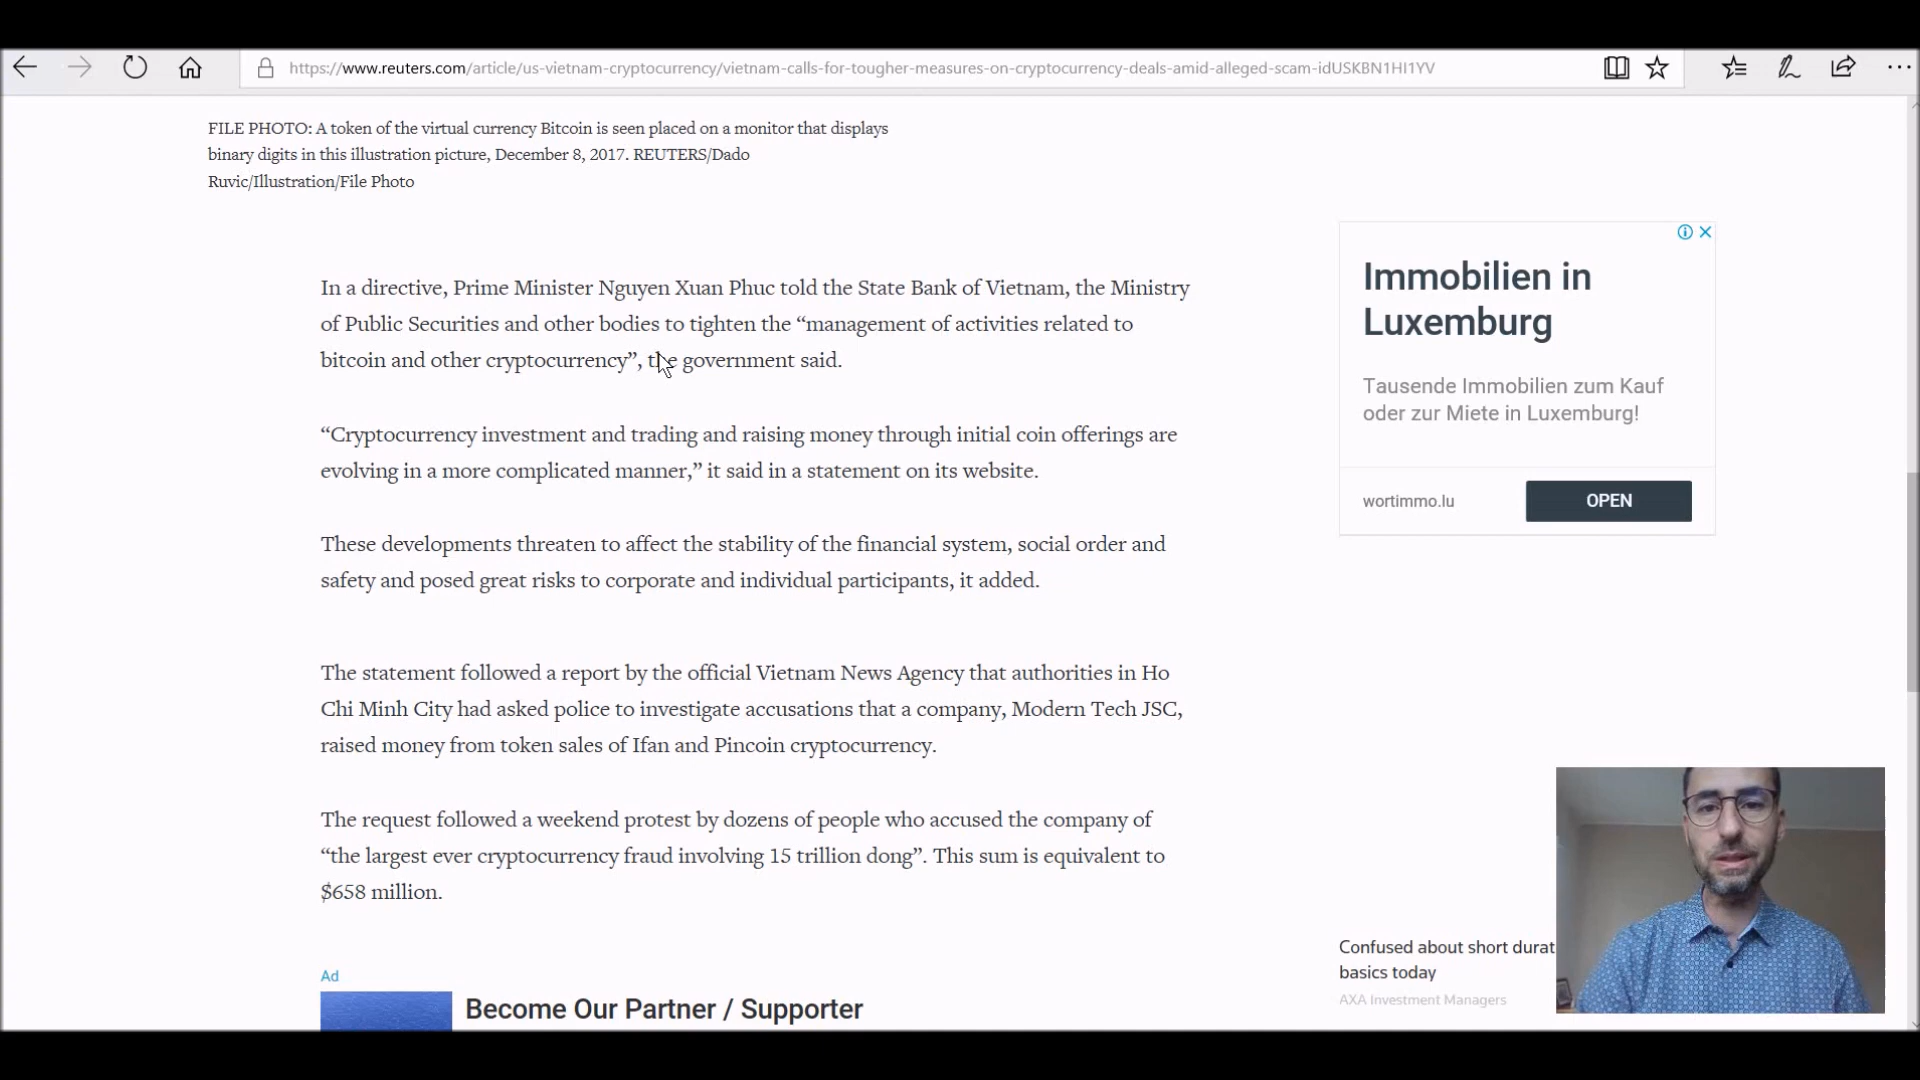 https://www.reuters.com/article/us-vietnam-cryptocurrency/vietnam-calls-for-tougher-measures-on-cryptocurrency-deals-amid-alleged-scam-idUSKBN1HI1YV
FILE PHOTO: A token of the virtual currency Bitcoin is seen placed on a monitor that displays
binary digits in this illustration picture, December 8, 2017. REUTERS/Dado
Ruvic/Illustration/File Photo
In a directive, Prime Minister Nguyen Xuan Phuc told the State Bank of Vietnam, the Ministry
of Public Securities and other bodies to tighten the “management of activities related to
bitcoin and other cryptocurrency”, the government said.
“Cryptocurrency investment and trading and raising money through initial coin offerings are
evolving in a more complicated manner,” it said in a statement on its website.
These developments threaten to affect the stability of the financial system, social order and
safety and posed great risks to corporate and individual participants, it added.
The statement followed a report by the official Vietnam News Agency that authorities in Ho
Chi Minh City had asked police to investigate accusations that a company, Modern Tech JSC,
raised money from token sales of Ifan and Pincoin cryptocurrency.
The request followed a weekend protest by dozens of people who accused the company of
“the largest ever cryptocurrency fraud involving 15 trillion dong”. This sum is equivalent to
$658 million.
Ad
Become Our Partner / Supporter
Immobilien in
Luxemburg
Tausende Immobilien zum Kauf
oder zur Miete in Luxemburg!
wortimmo.lu
OPEN
Confused about short durat
basics today
AXA Investment Managers